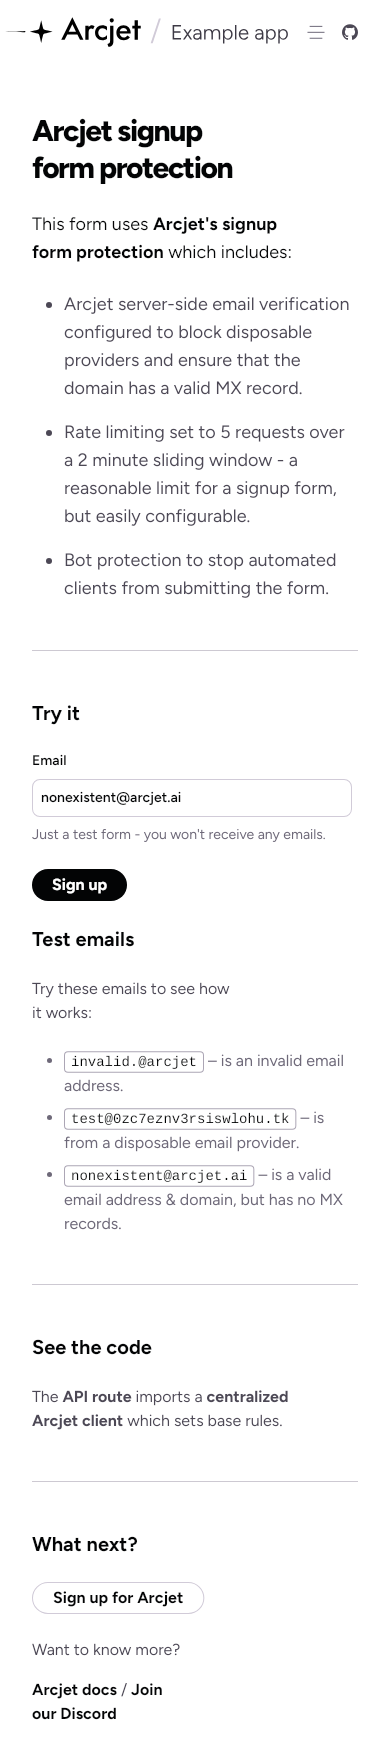 Arcjet / Example app
Arcjet signup
form protection
This form uses Arcjet's signup
form protection which includes:
• Arcjet server-side email verification
configured to block disposable
providers and ensure that the
domain has a valid MX record.
• Rate limiting set to 5 requests over
a 2 minute sliding window - a
reasonable limit for a signup form,
but easily configurable.
• Bot protection to stop automated
clients from submitting the form.
Try it
Email
nonexistent@arcjet.ai
Just a test form - you won't receive any emails.
Sign up
Test emails
Try these emails to see how
it works:
• invalid.@arcjet – is an invalid email
address.
• test@0zc7eznv3rsiswlohu.tk – is
from a disposable email provider.
• nonexistent@arcjet.ai – is a valid
email address & domain, but has no MX
records.
See the code
The API route imports a centralized
Arcjet client which sets base rules.
What next?
Sign up for Arcjet
Want to know more?
Arcjet docs / Join
our Discord